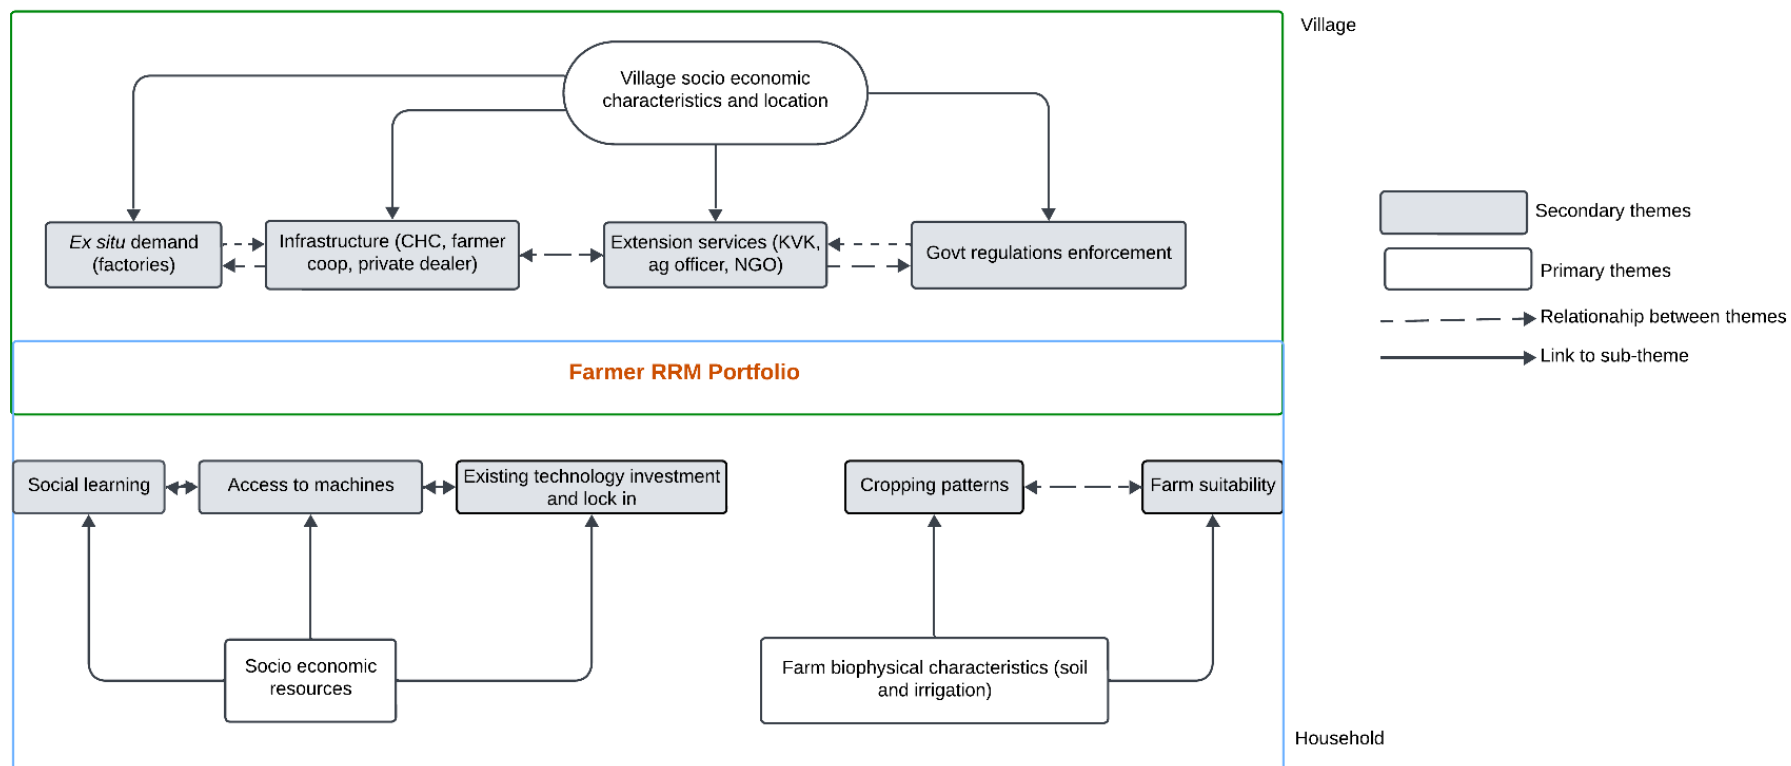 Village
Village socio economic
characteristics and location
Ex situ demand
(factories)
Infrastructure (CHC, farmer
coop, private dealer)
Extension services (KVK,
ag officer, NGO)
Govt regulations enforcement
Secondary themes
Primary themes
Relationahip between themes
Link to sub-theme
Farmer RRM Portfolio
Social learning
Access to machines
Existing technology investment
and lock in
Cropping patterns
Farm suitability
Socio economic
resources
Farm biophysical characteristics (soil
and irrigation)
Household